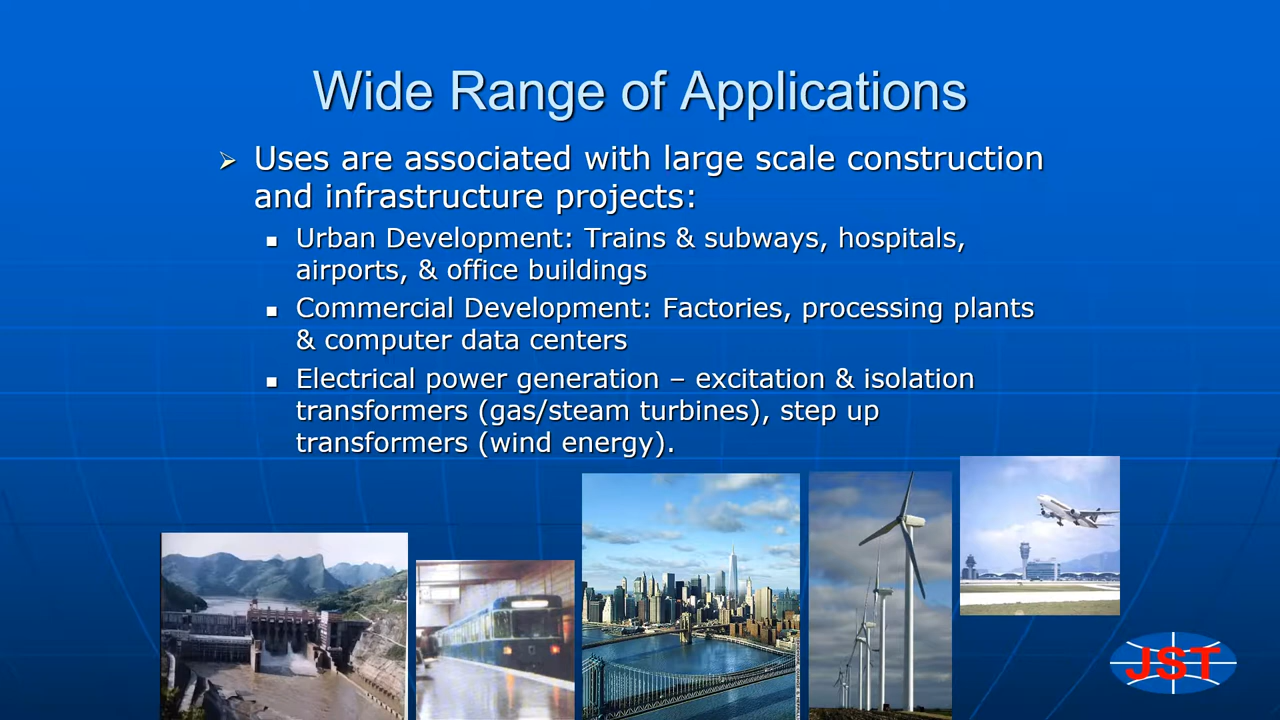 Wide Range of Applications
Uses are associated with large scale construction
and infrastructure projects:
Urban Development: Trains & subways, hospitals,
airports, & office buildings
Commercial Development: Factories, processing plants
& computer data centers
Electrical power generation – excitation & isolation
transformers (gas/steam turbines), step up
transformers (wind energy).
JST